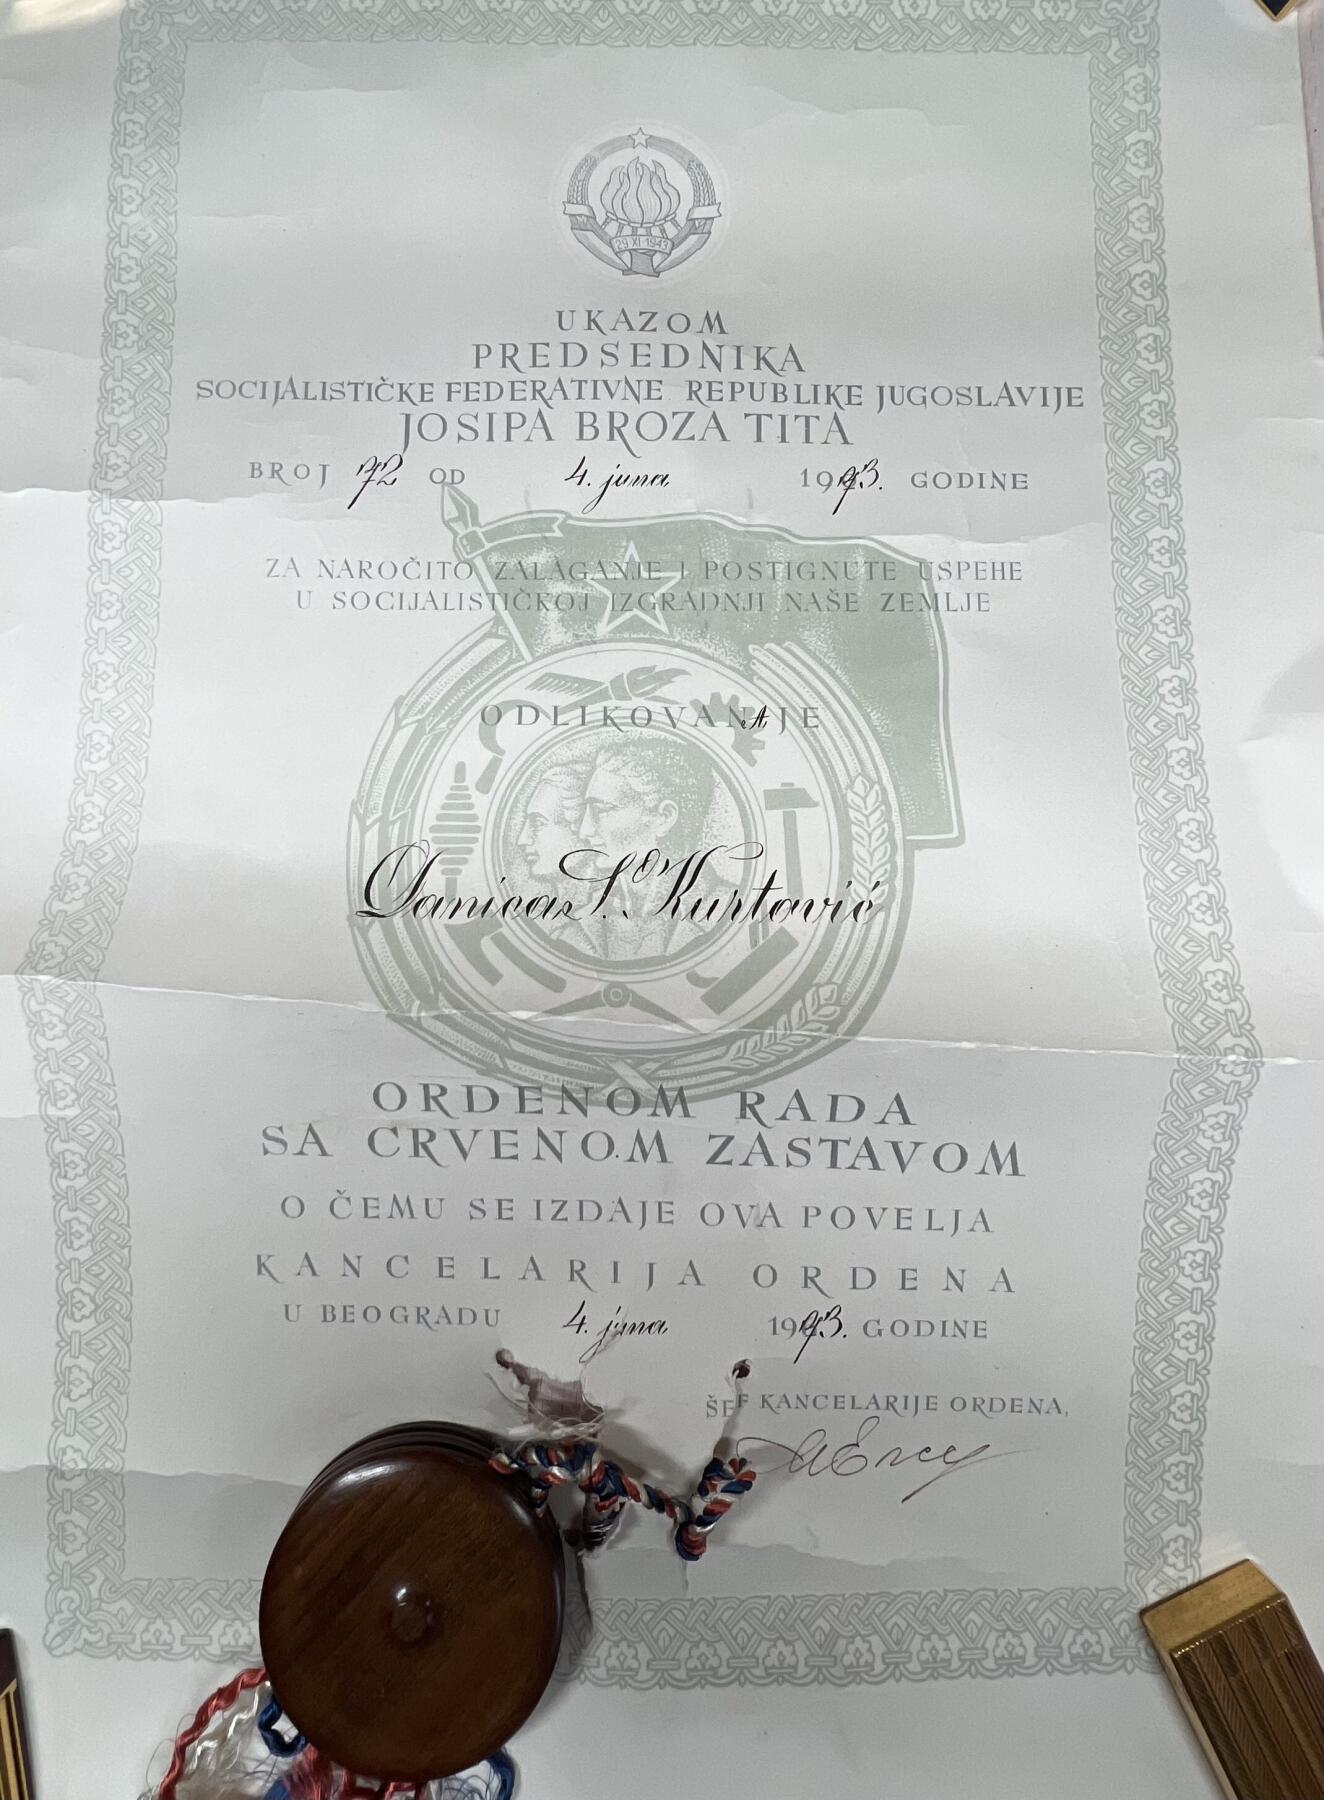 29 XI 1943
UKAZOM
PREDSEDNIKA
SOCIJALISTIČKE FEDERATIVNE REPUBLIKE JUGOSLAVIJE
JOSIPA BROZA TITA
BROJ 72 OD 4. juna 1973. GODINE
ZA NAROČITO ZALAGANJE I POSTIGNUTE USPEHE
U SOCIJALISTIČKOJ IZGRADNJI NAŠE ZEMLJE
ODLIKOVANA JE
Danica S. Kurtović
ORDENOM RADA
SA CRVENOM ZASTAVOM
O ČEMU SE IZDAJE OVA POVELJA
KANCELARIJA ORDENA
U BEOGRADU 4. juna 1973. GODINE
ŠEF KANCELARIJE ORDENA,